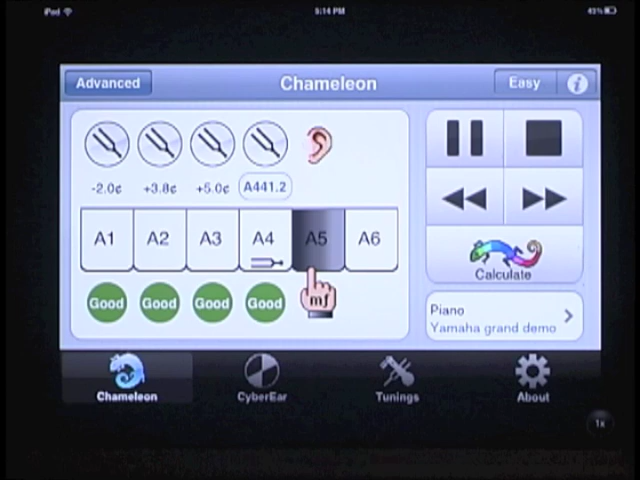 iPad
5:14 PM
43%
Advanced
Chameleon
Easy
i
-2.0¢
+3.8¢
+5.0¢
A441.2
A1
A2
A3
A4
A5
A6
Good
Good
Good
Good
mf
Calculate
Piano
Yamaha grand demo
Chameleon
CyberEar
Tunings
About
1x